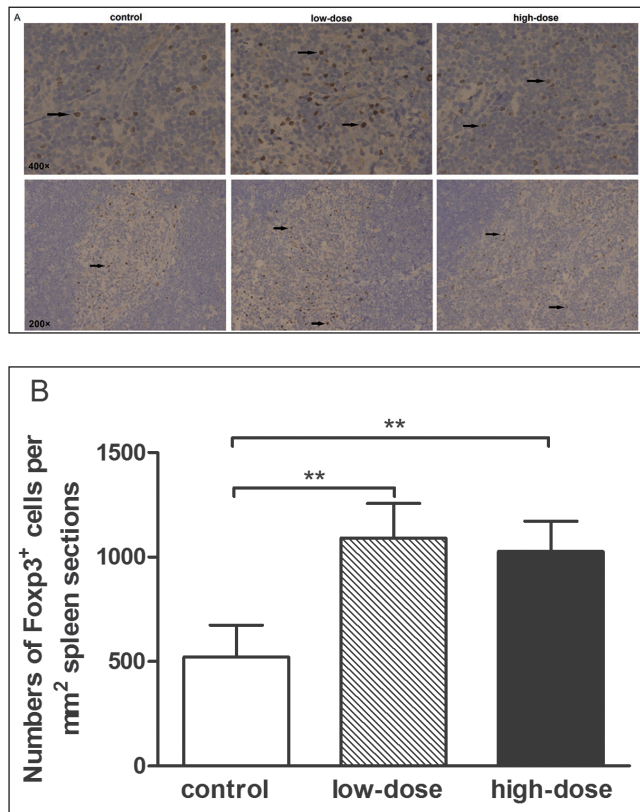 A
control low-dose high-dose
400×
200×
B
Numbers of Foxp3⁺ cells per
mm² spleen sections
1500
1000
500
0
**
**
control low-dose high-dose